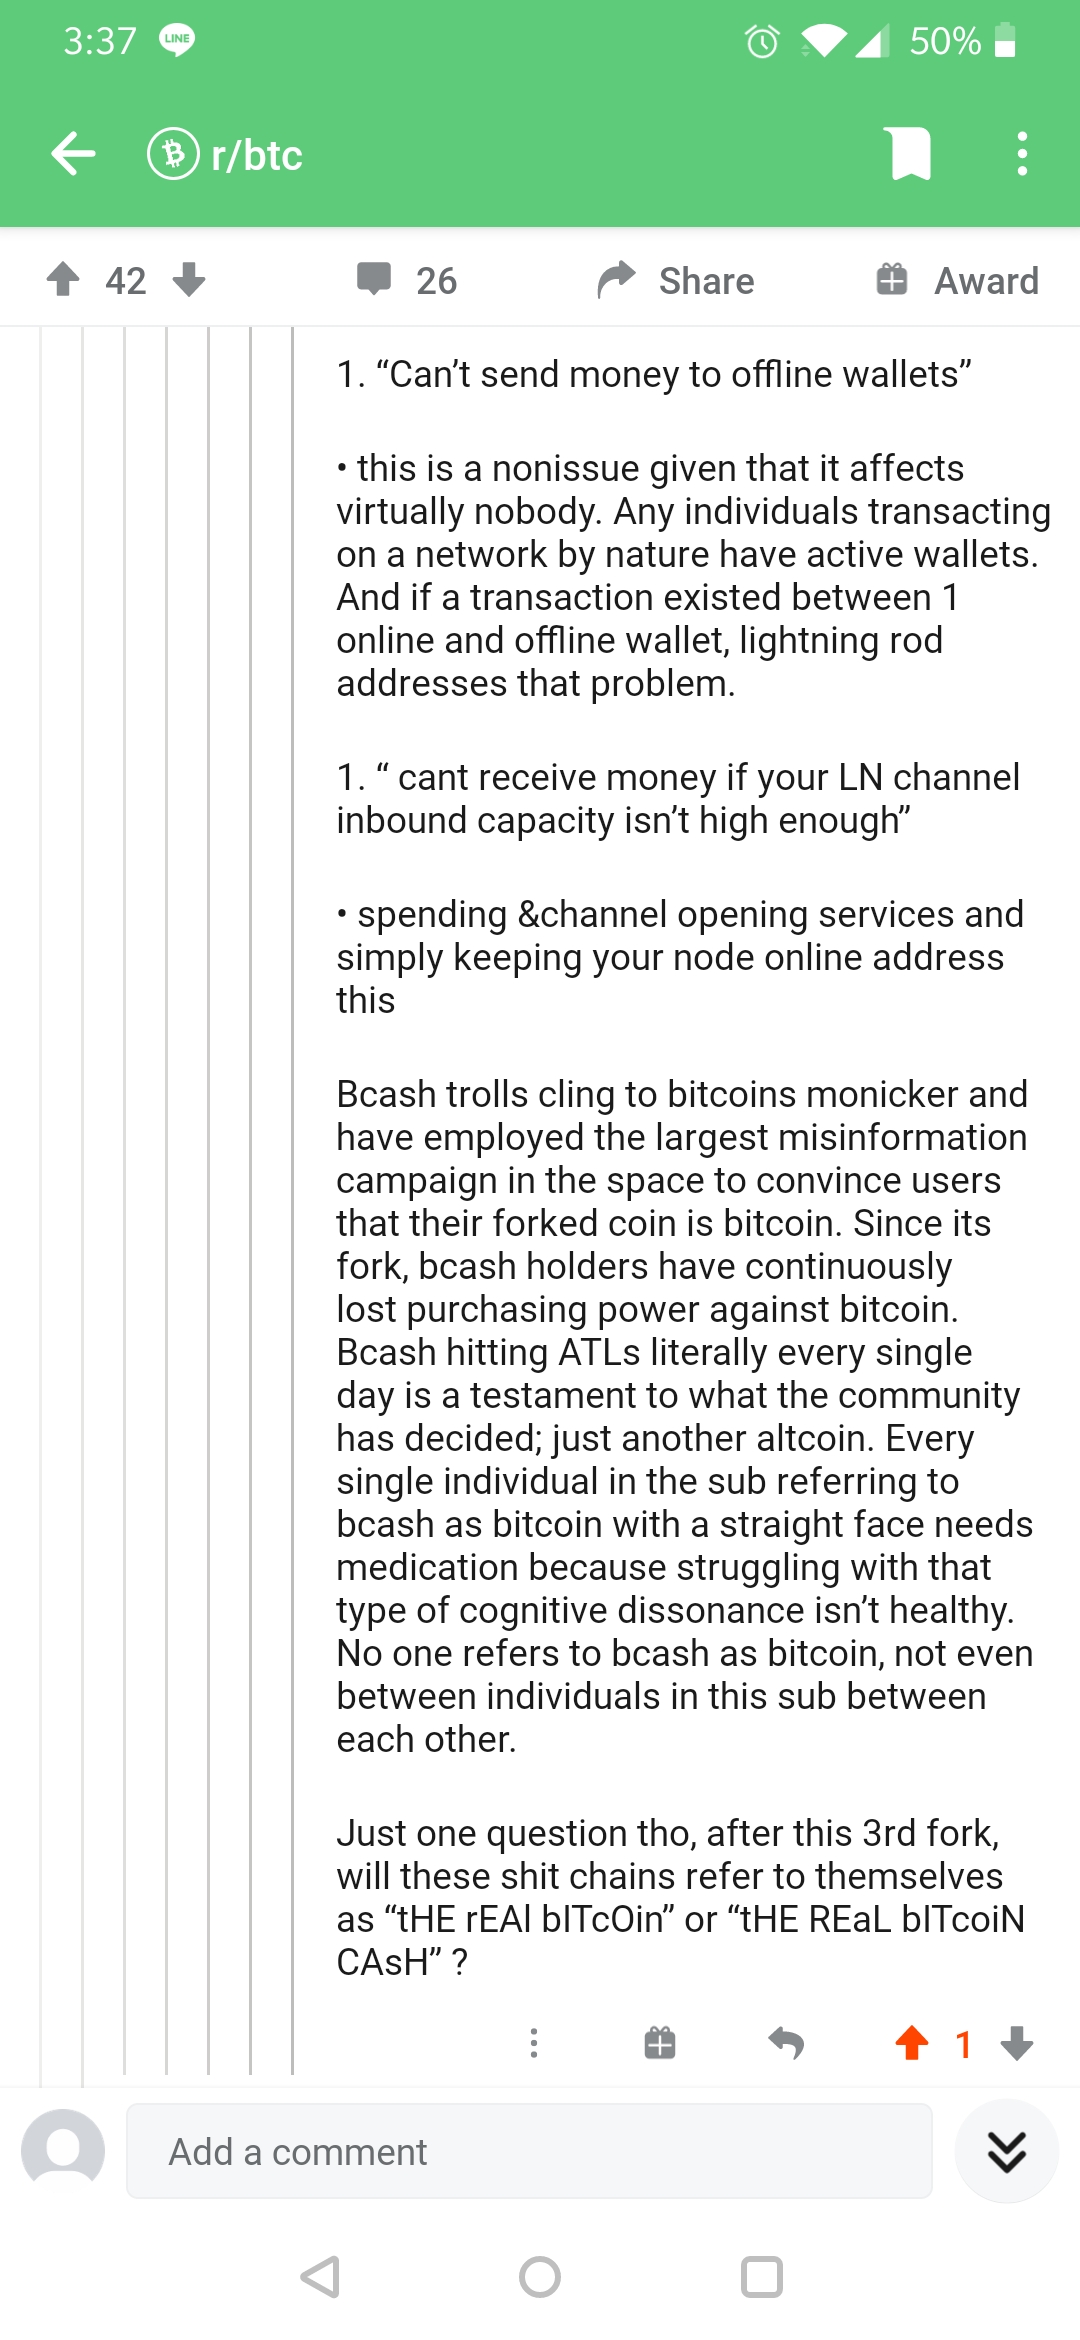 3:37 LINE 50%
r/btc
42 26 Share Award
1. “Can’t send money to offline wallets”
• this is a nonissue given that it affects
virtually nobody. Any individuals transacting
on a network by nature have active wallets.
And if a transaction existed between 1
online and offline wallet, lightning rod
addresses that problem.
1. “ cant receive money if your LN channel
inbound capacity isn’t high enough”
• spending &channel opening services and
simply keeping your node online address
this
Bcash trolls cling to bitcoins monicker and
have employed the largest misinformation
campaign in the space to convince users
that their forked coin is bitcoin. Since its
fork, bcash holders have continuously
lost purchasing power against bitcoin.
Bcash hitting ATLs literally every single
day is a testament to what the community
has decided; just another altcoin. Every
single individual in the sub referring to
bcash as bitcoin with a straight face needs
medication because struggling with that
type of cognitive dissonance isn’t healthy.
No one refers to bcash as bitcoin, not even
between individuals in this sub between
each other.
Just one question tho, after this 3rd fork,
will these shit chains refer to themselves
as “tHE rEAl bITcOin” or “tHE REaL bITcoiN
CAsH” ?
1
Add a comment